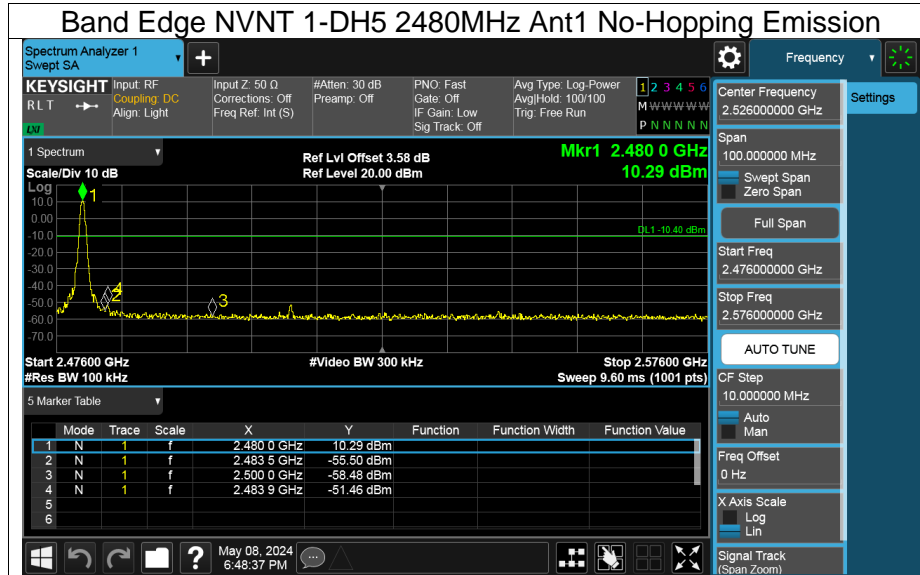 Band Edge NVNT 1-DH5 2480MHz Ant1 No-Hopping Emission
Spectrum Analyzer 1
Swept SA
Frequency
KEYSIGHT
R L T
LXI
Input: RF
Coupling: DC
Align: Light
Input Z: 50 Ω
Corrections: Off
Freq Ref: Int (S)
#Atten: 30 dB
Preamp: Off
PNO: Fast
Gate: Off
IF Gain: Low
Sig Track: Off
Avg Type: Log-Power
Avg|Hold: 100/100
Trig: Free Run
1 2 3 4 5 6
M W W W W W
P N N N N N
1 Spectrum
Scale/Div 10 dB
Ref Lvl Offset 3.58 dB
Ref Level 20.00 dBm
Mkr1 2.480 0 GHz
10.29 dBm
Log
10.0
0.00
-10.0
-30.0
-40.0
-50.0
-60.0
-70.0
1
4
2
3
DL1 -10.40 dBm
Start 2.47600 GHz
#Video BW 300 kHz
Stop 2.57600 GHz
#Res BW 100 kHz
Sweep 9.60 ms (1001 pts)
5 Marker Table
Mode Trace Scale X Y Function Function Width Function Value
1 N 1 f 2.480 0 GHz 10.29 dBm
2 N 1 f 2.483 5 GHz -55.50 dBm
3 N 1 f 2.500 0 GHz -58.48 dBm
4 N 1 f 2.483 9 GHz -51.46 dBm
5
6
?
May 08, 2024
6:48:37 PM
Center Frequency
2.526000000 GHz
Settings
Span
100.000000 MHz
Swept Span
Zero Span
Full Span
Start Freq
2.476000000 GHz
Stop Freq
2.576000000 GHz
AUTO TUNE
CF Step
10.000000 MHz
Auto
Man
Freq Offset
0 Hz
X Axis Scale
Log
Lin
Signal Track
(Span Zoom)